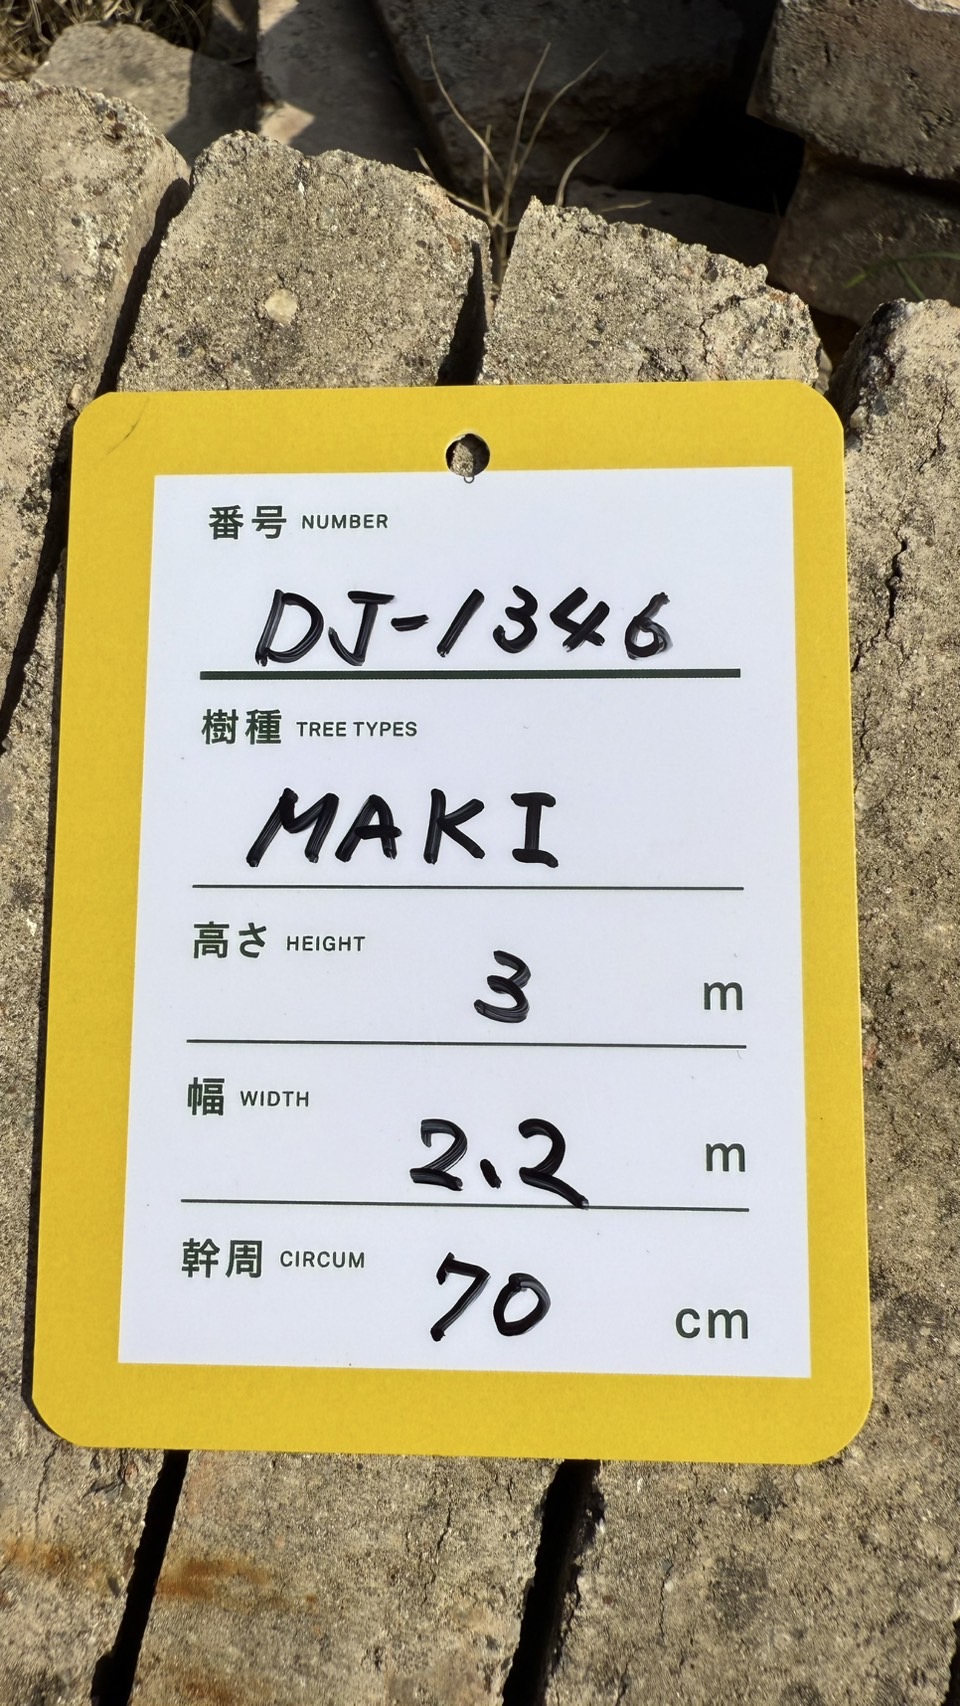 番号 NUMBER
DJ-1346
樹種 TREE TYPES
MAKI
高さ HEIGHT
3 m
幅 WIDTH
2.2 m
幹周 CIRCUM
70 cm